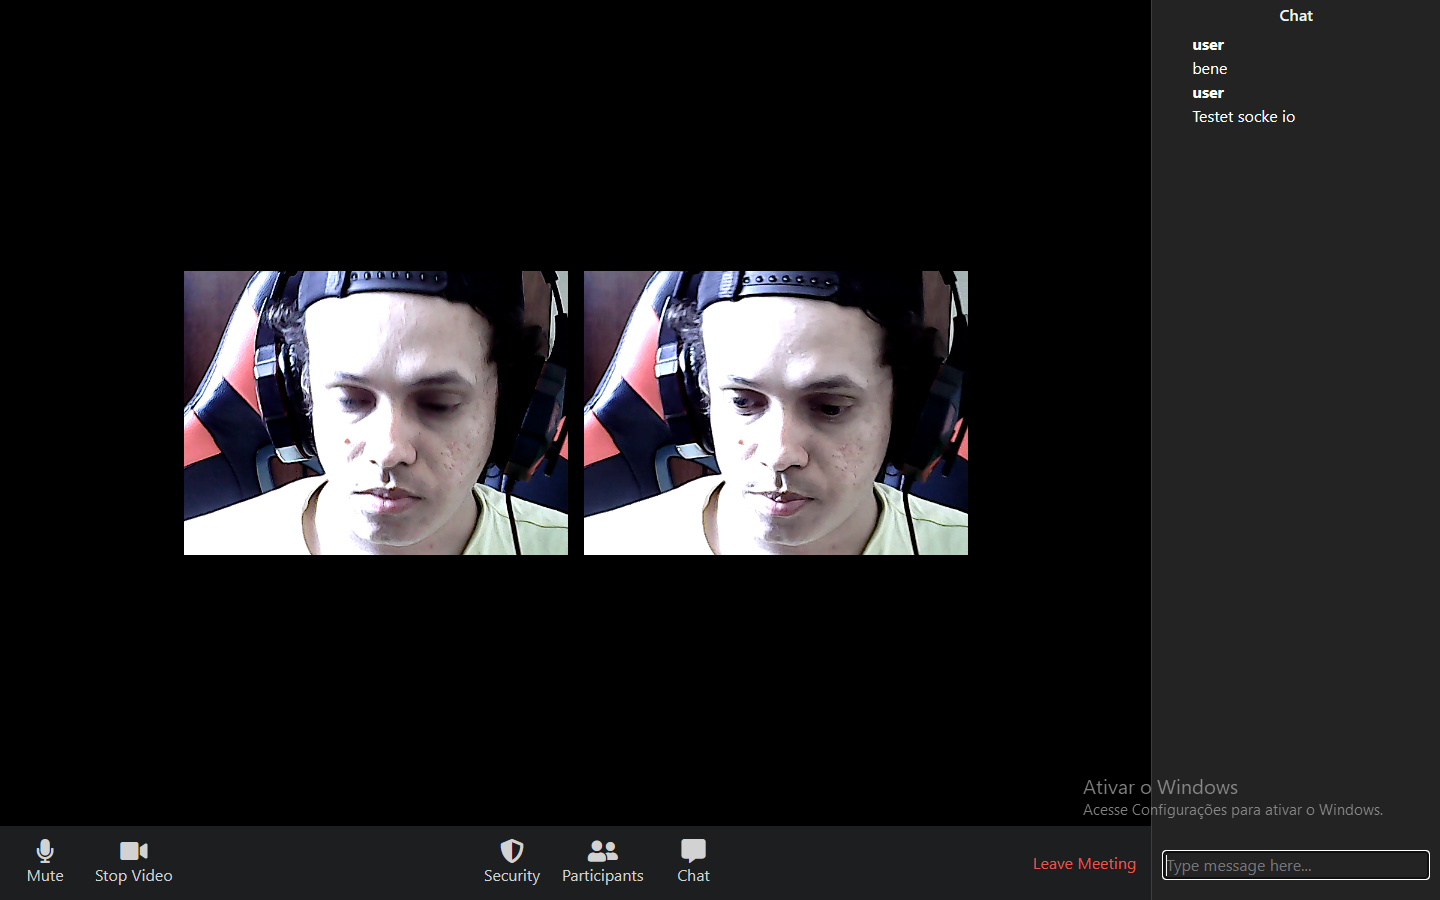 Chat
user
bene
user
Testet socke io
Ativar o Windows
Acesse Configurações para ativar o Windows.
Mute
Stop Video
Security
Participants
Chat
Leave Meeting
Type message here...